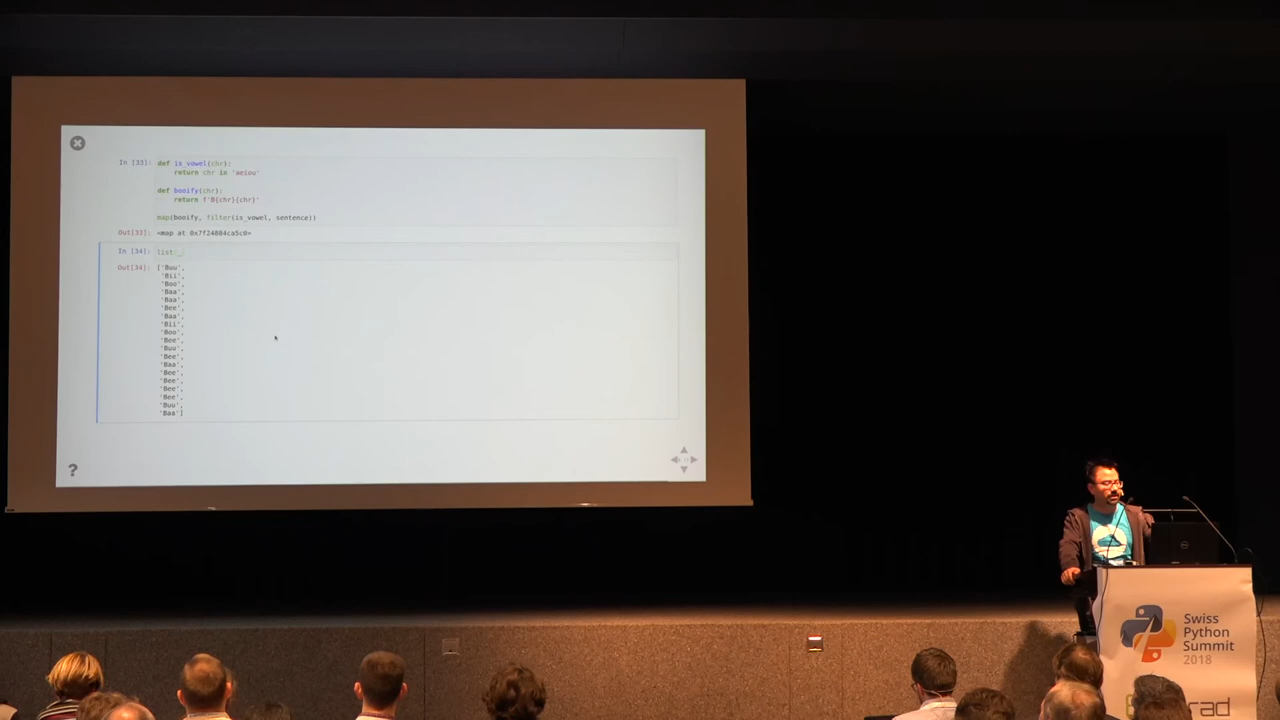 In [33]: def is_vowel(chr):
return chr in 'aeiou'
def booify(chr):
return f'B{chr}{chr}'
map(booify, filter(is_vowel, sentence))
Out[33]: <map at 0x7f24804ca5c0>
In [34]: list(_)
Out[34]: ['Buu',
'Bii',
'Boo',
'Baa',
'Baa',
'Bee',
'Baa',
'Bii',
'Boo',
'Bee',
'Buu',
'Bee',
'Baa',
'Bee',
'Bee',
'Bee',
'Bee',
'Buu',
'Baa']
?
Swiss
Python
Summit
2018